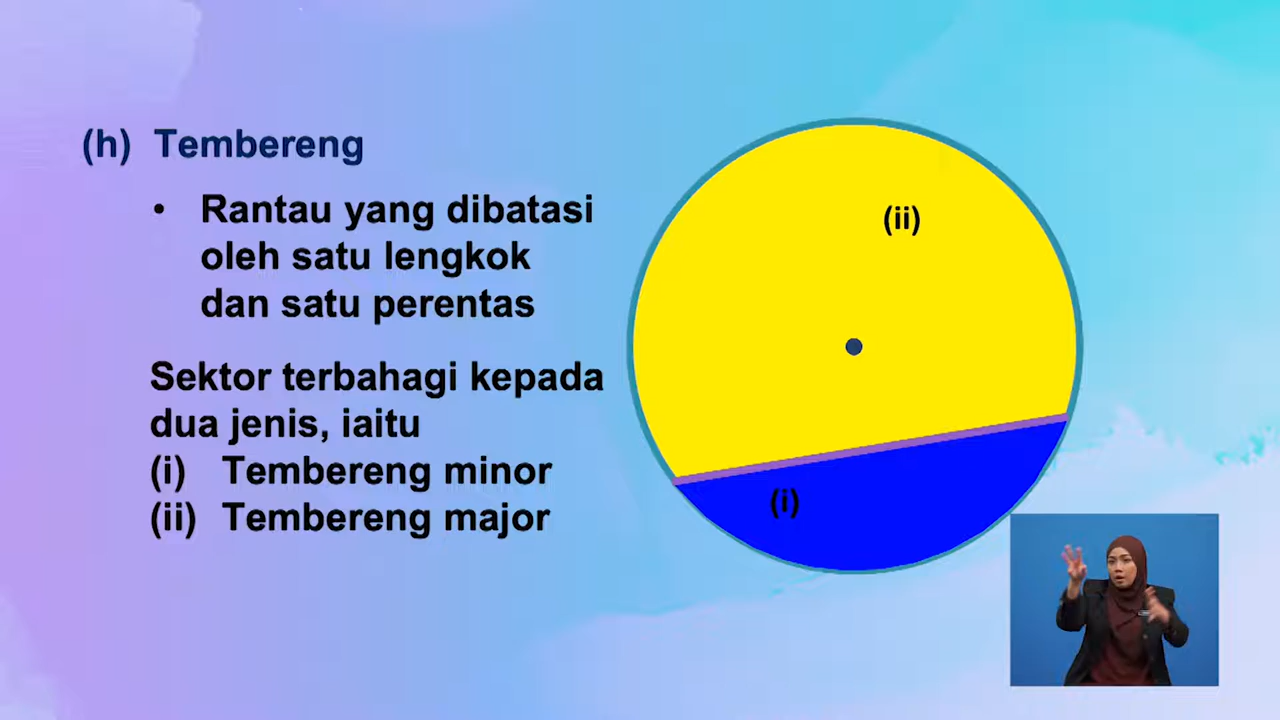 (h) Tembereng
• Rantau yang dibatasi
oleh satu lengkok
dan satu perentas
Sektor terbahagi kepada
dua jenis, iaitu
(i) Tembereng minor
(ii) Tembereng major
(ii)
(i)